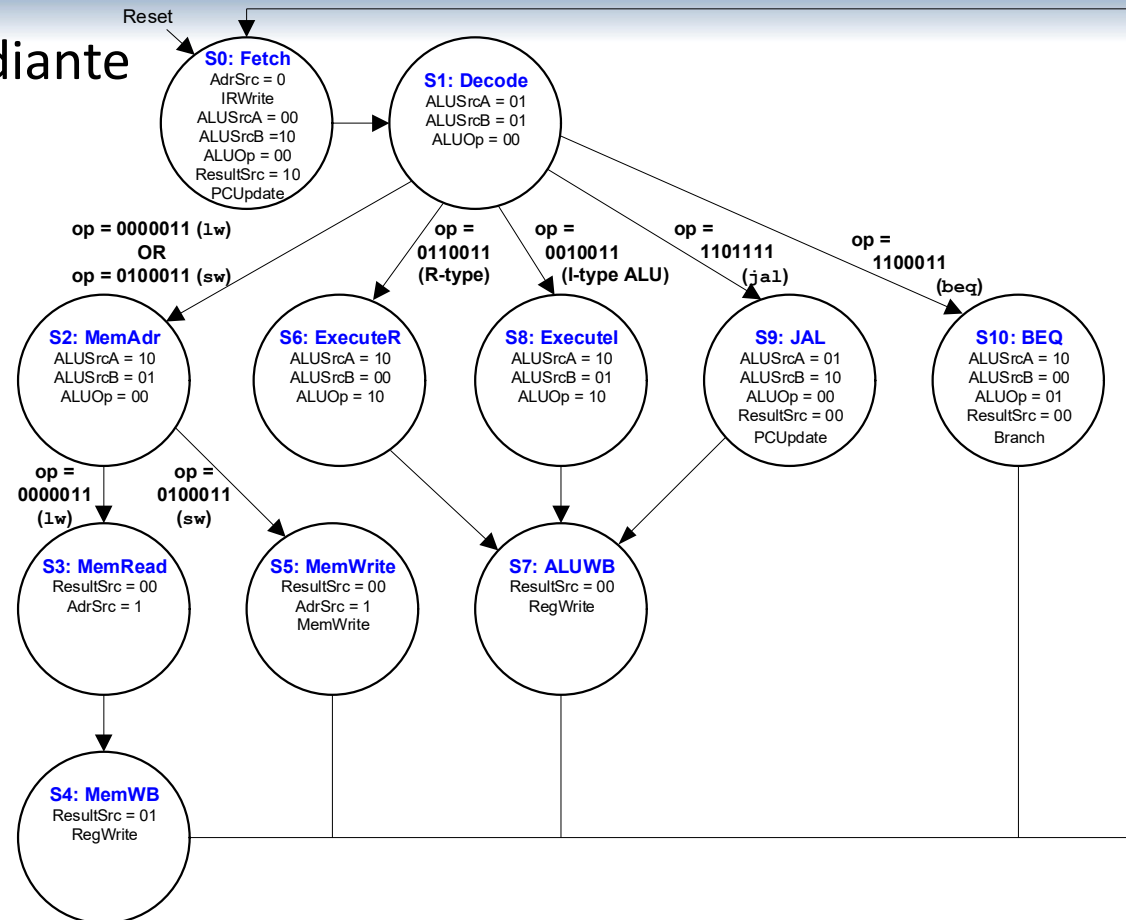 Reset
diante
S0: Fetch
AdrSrc = 0
IRWrite
ALUSrcA = 00
ALUSrcB =10
ALUOp = 00
ResultSrc = 10
PCUpdate
S1: Decode
ALUSrcA = 01
ALUSrcB = 01
ALUOp = 00
op = 0000011 (lw)
OR
op = 0100011 (sw)
op =
0110011
(R-type)
op =
0010011
(I-type ALU)
op =
1101111
(jal)
op =
1100011
(beq)
S2: MemAdr
ALUSrcA = 10
ALUSrcB = 01
ALUOp = 00
S6: ExecuteR
ALUSrcA = 10
ALUSrcB = 00
ALUOp = 10
S8: ExecuteI
ALUSrcA = 10
ALUSrcB = 01
ALUOp = 10
S9: JAL
ALUSrcA = 01
ALUSrcB = 10
ALUOp = 00
ResultSrc = 00
PCUpdate
S10: BEQ
ALUSrcA = 10
ALUSrcB = 00
ALUOp = 01
ResultSrc = 00
Branch
op =
0000011
(lw)
op =
0100011
(sw)
S3: MemRead
ResultSrc = 00
AdrSrc = 1
S5: MemWrite
ResultSrc = 00
AdrSrc = 1
MemWrite
S7: ALUWB
ResultSrc = 00
RegWrite
S4: MemWB
ResultSrc = 01
RegWrite